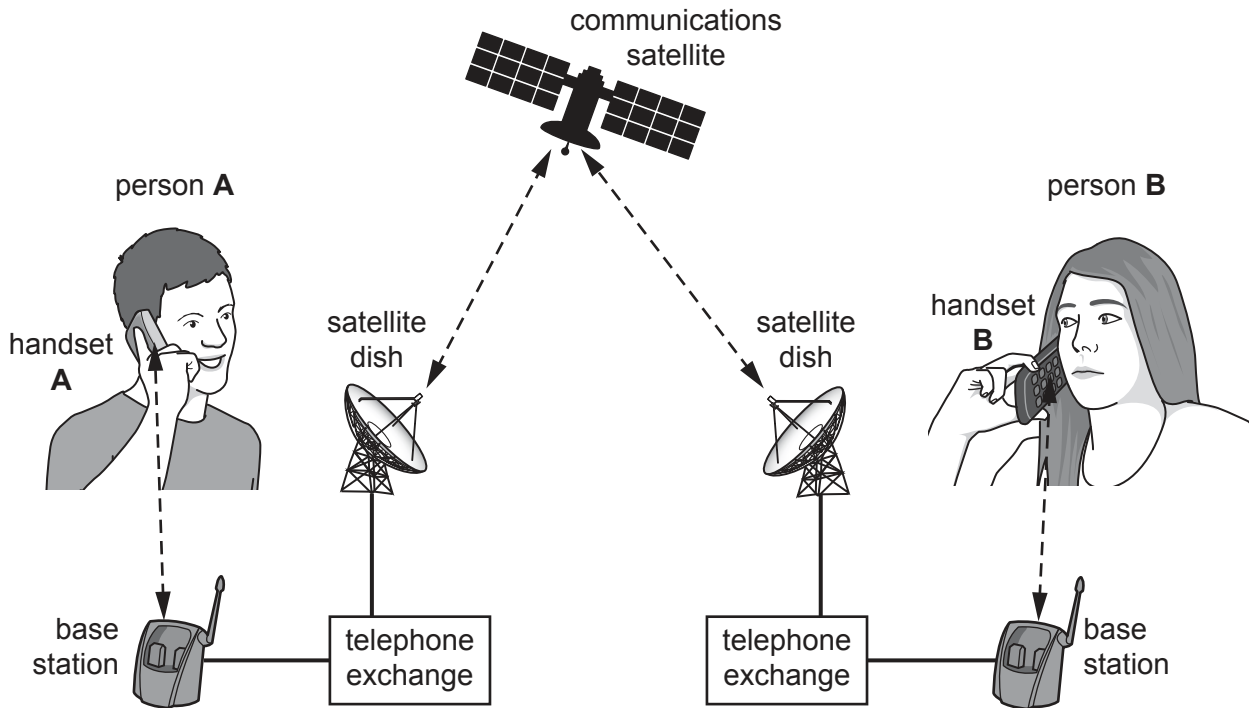 communications
satellite
person A
person B
handset
A
satellite
dish
satellite
dish
handset
B
base
station
telephone
exchange
telephone
exchange
base
station